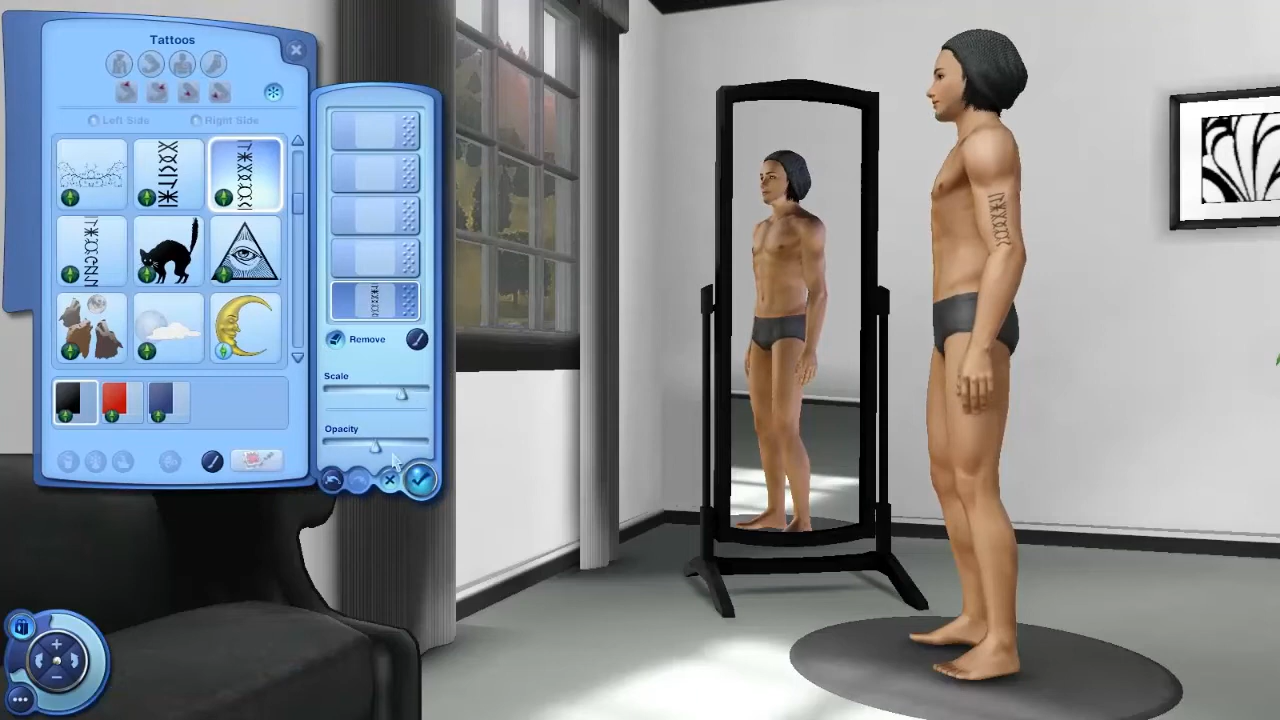 Tattoos
Left Side
Right Side
Remove
Scale
Opacity